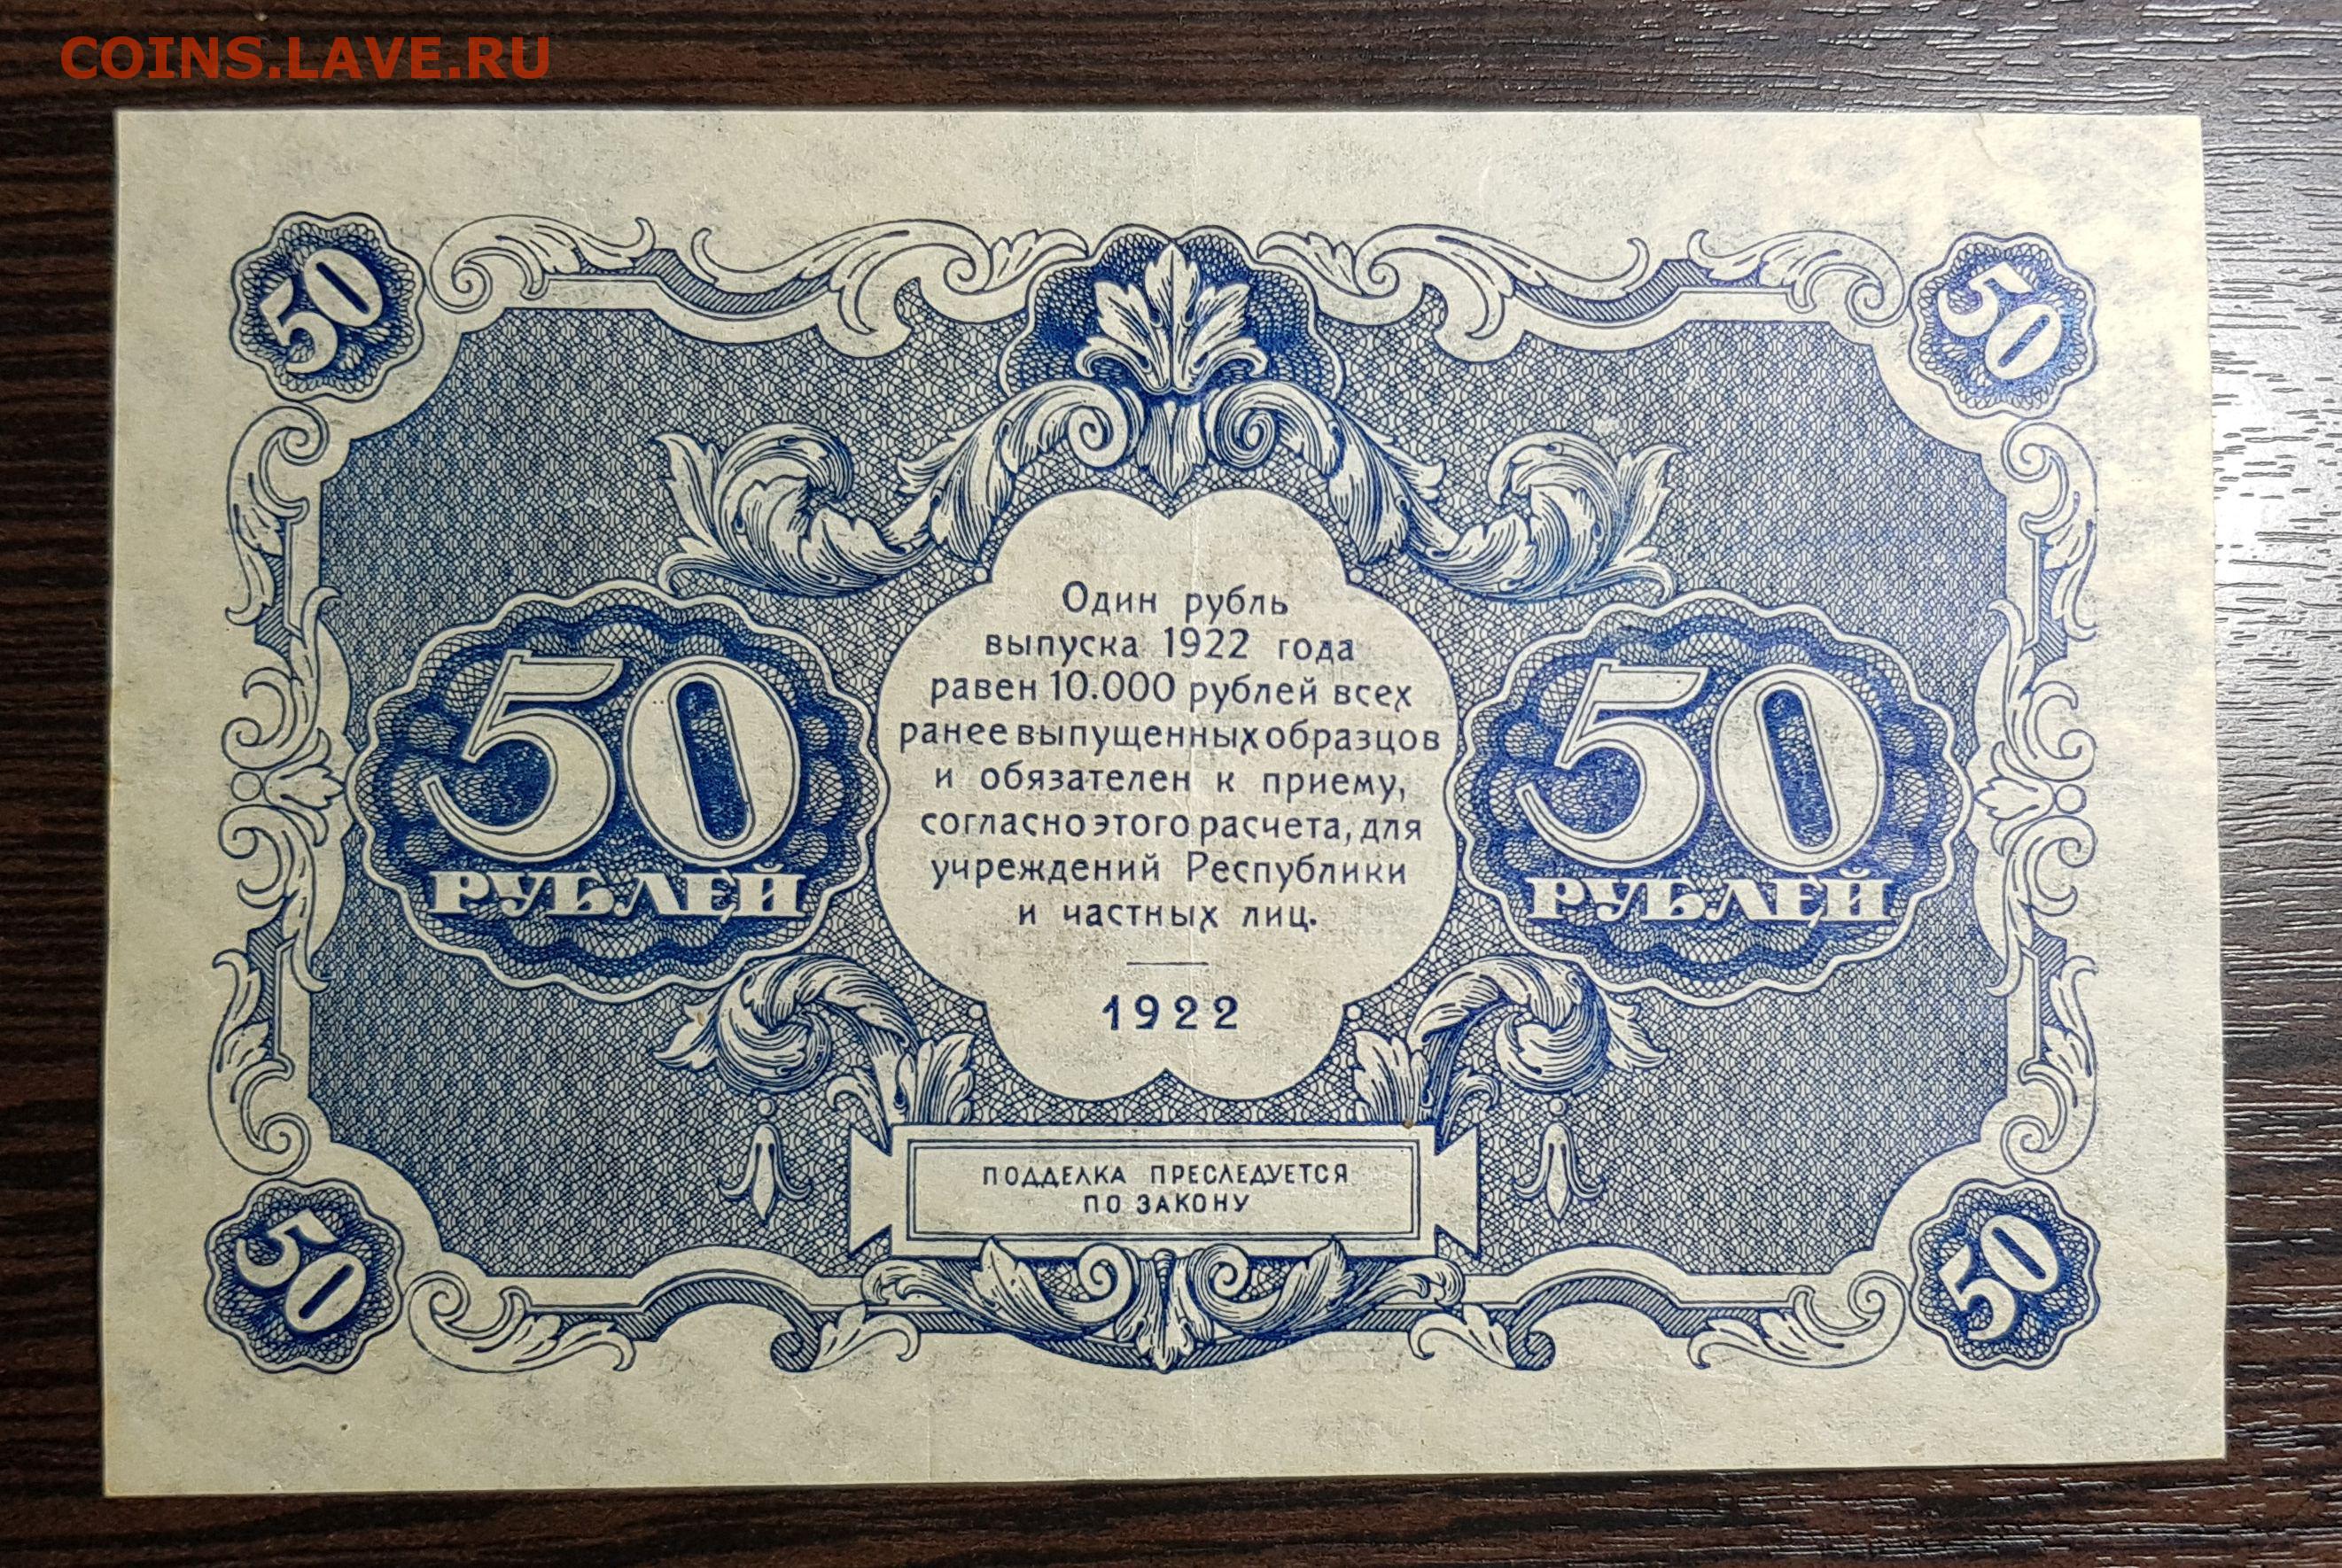 COINS.LAVE.RU
50
50
Один рубль
выпуска 1922 года
равен 10.000 рублей всех
ранее выпущенных образцов
и обязателен к приему,
согласно этого расчета, для
учреждений Республики
и частных лиц.
1922
50
РУБЛЕЙ
50
РУБЛЕЙ
ПОДДЕЛКА ПРЕСЛЕДУЕТСЯ
ПО ЗАКОНУ
50
50